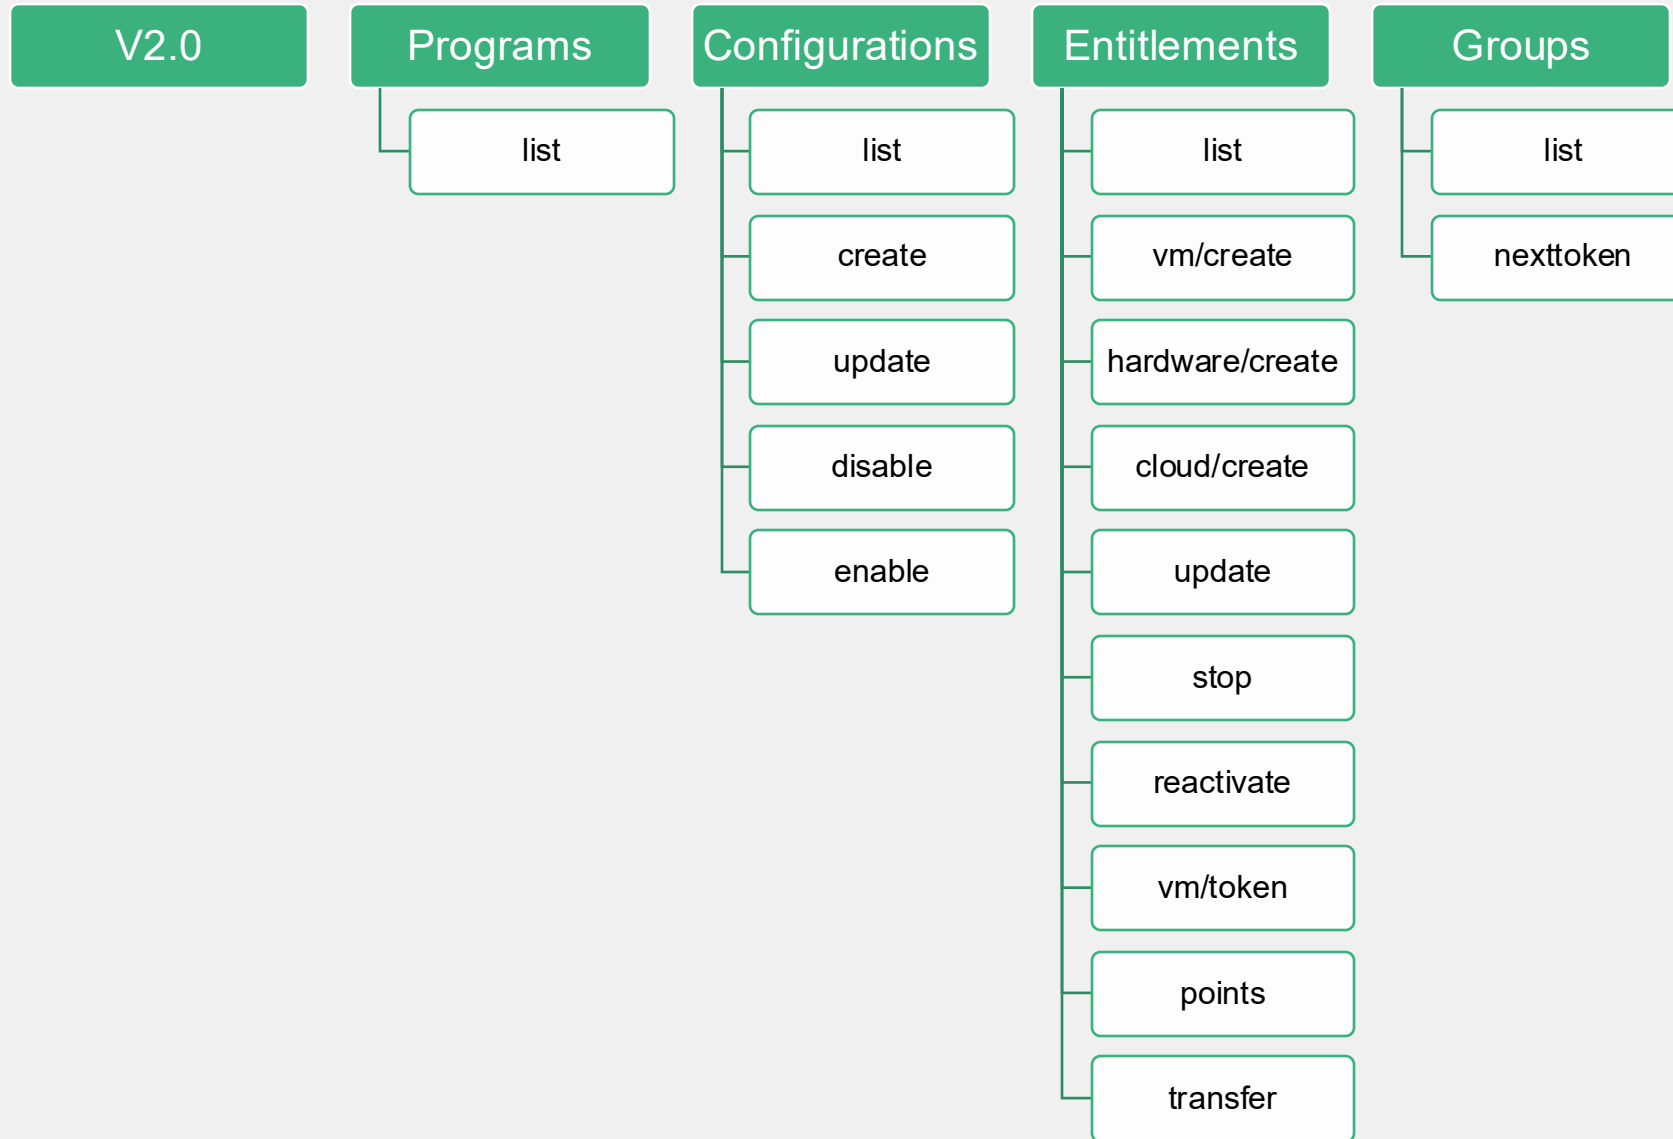 V2.0
Programs
list
Configurations
list
create
update
disable
enable
Entitlements
list
vm/create
hardware/create
cloud/create
update
stop
reactivate
vm/token
points
transfer
Groups
list
nexttoken